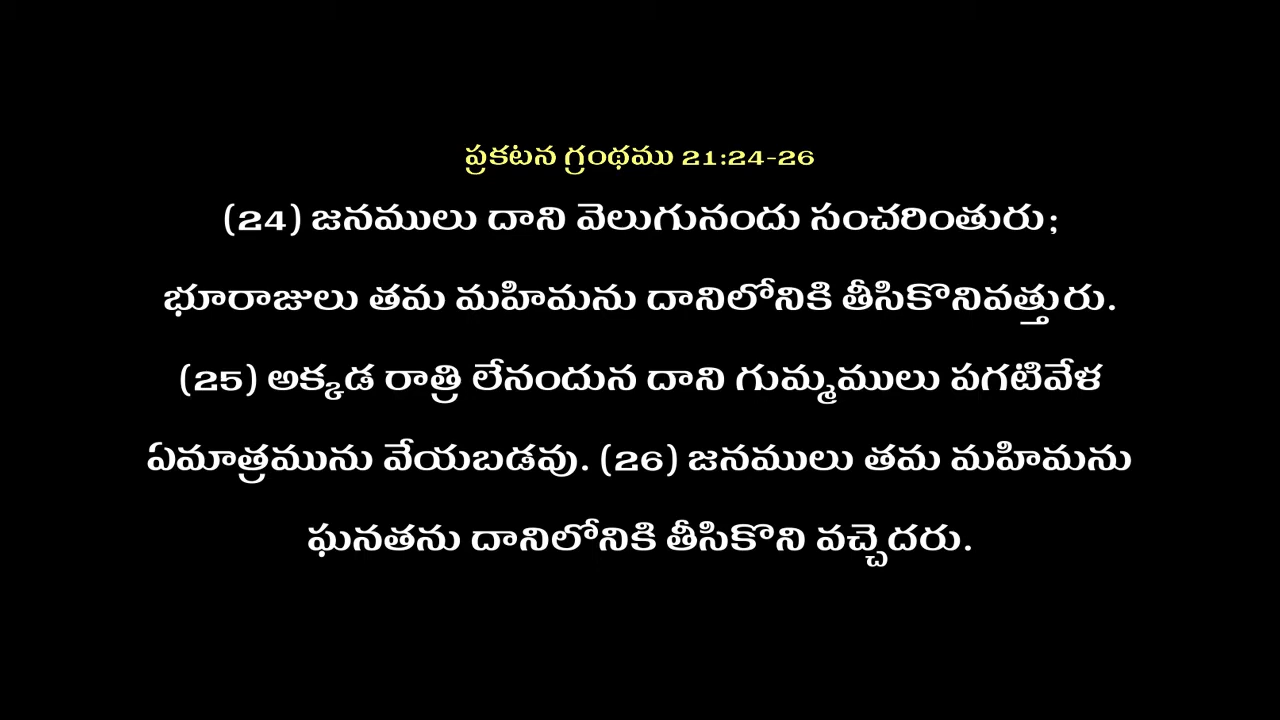 ప్రకటన గ్రంథము 21:24-26
(24) జనములు దాని వెలుగునందు సంచరింతురు;
భూరాజులు తమ మహిమను దానిలోనికి తీసికొనివత్తురు.
(25) అక్కడ రాత్రి లేనందున దాని గుమ్మములు పగటివేళ
ఏమాత్రమును వేయబడవు. (26) జనములు తమ మహిమను
ఘనతను దానిలోనికి తీసికొని వచ్చెదరు.